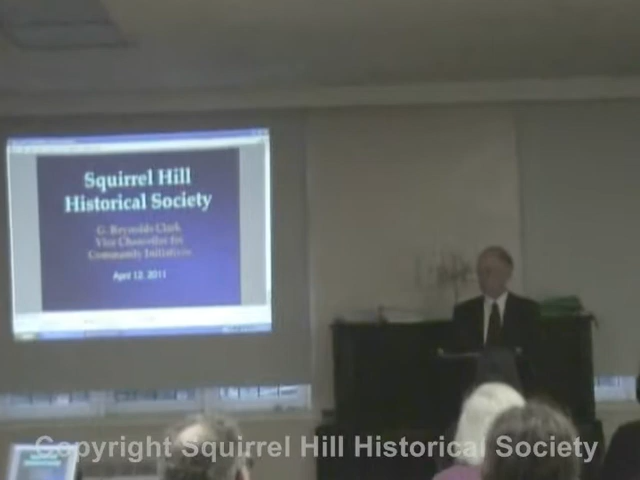 Squirrel Hill
Historical Society
G. Reynolds Clark
Vice Chancellor for
Community Initiatives
April 12, 2011
Copyright Squirrel Hill Historical Society